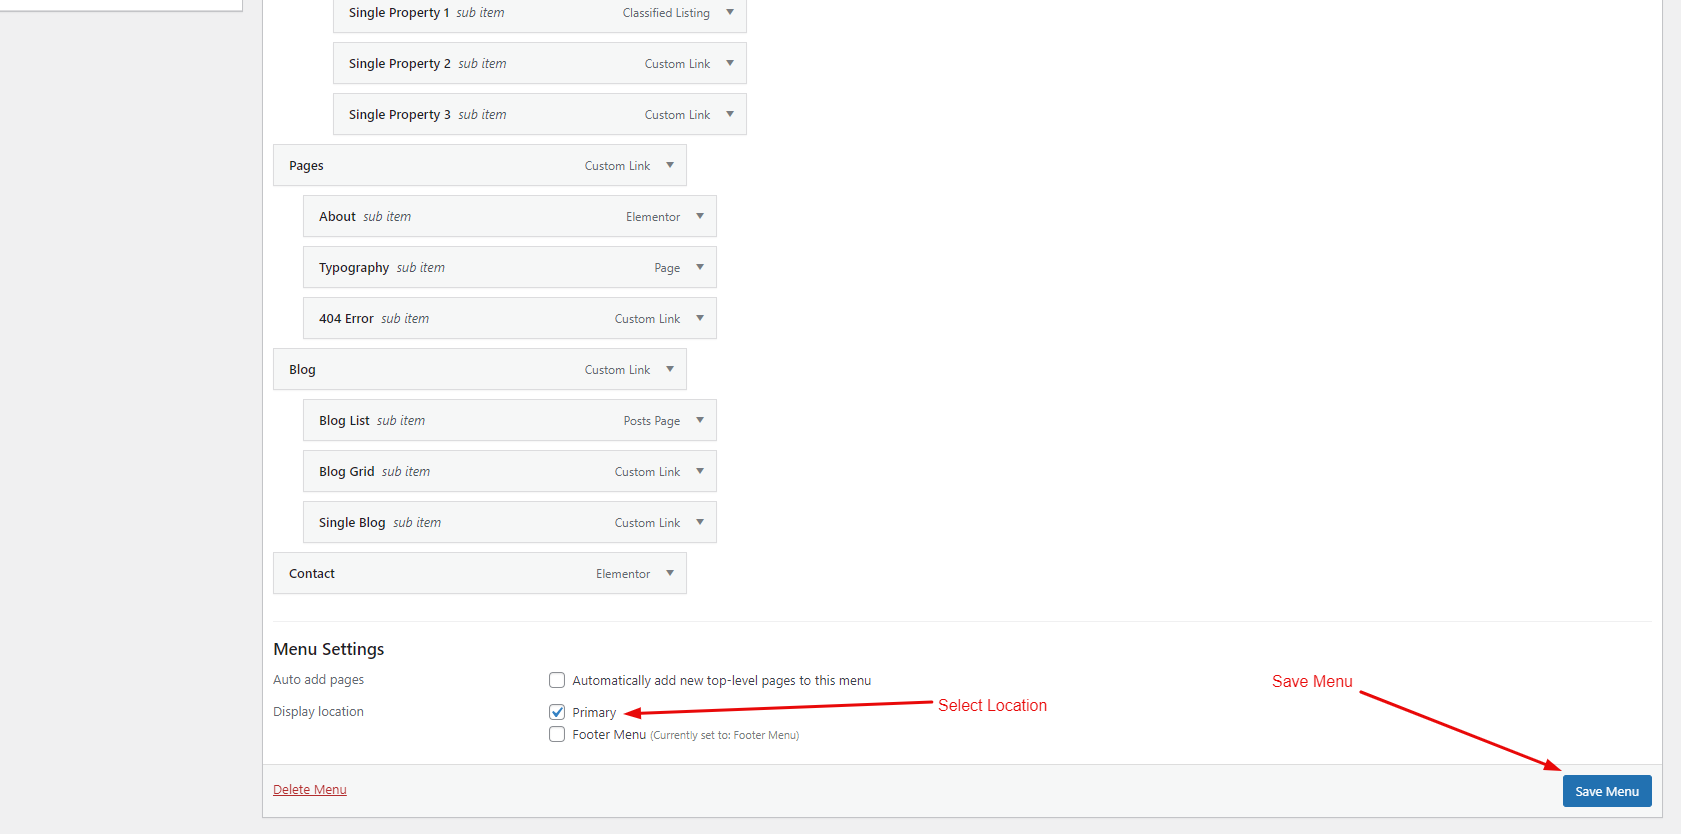 Single Property 1 sub item Classified Listing
Single Property 2 sub item Custom Link
Single Property 3 sub item Custom Link
Pages Custom Link
About sub item Elementor
Typography sub item Page
404 Error sub item Custom Link
Blog Custom Link
Blog List sub item Posts Page
Blog Grid sub item Custom Link
Single Blog sub item Custom Link
Contact Elementor
Menu Settings
Auto add pages Automatically add new top-level pages to this menu
Save Menu
Display location Primary Select Location
Footer Menu (Currently set to: Footer Menu)
Delete Menu Save Menu